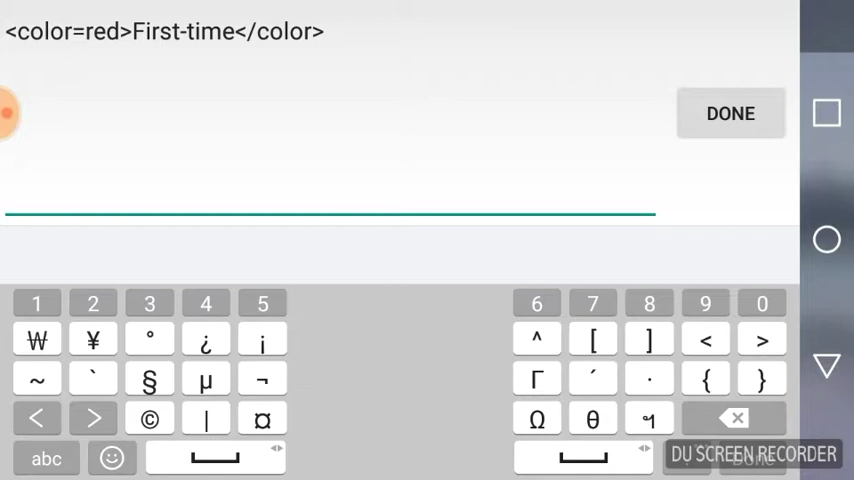 <color=red>First-time</color>
DONE
1 2 3 4 5 6 7 8 9 0
₩ ¥ ° ¿ ¡ ^ [ ] < >
~ ` § µ ¬ Γ ´ · { }
< > © | ¤ Ω θ
abc
DU SCREEN RECORDER
Done